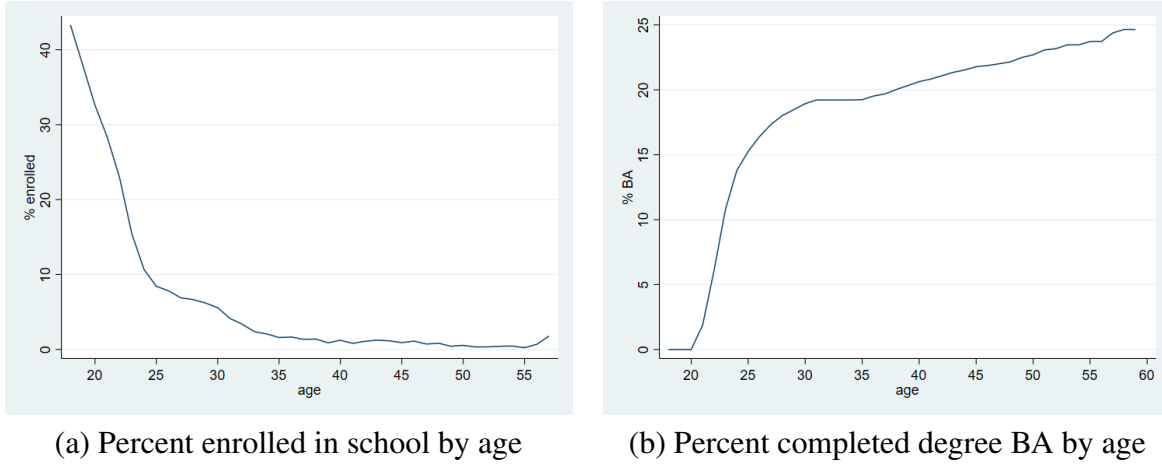 % enrolled
40
30
20
10
0
20 25 30 35 40 45 50 55
age
(a) Percent enrolled in school by age
% BA
25
20
15
10
5
0
20 25 30 35 40 45 50 55 60
age
(b) Percent completed degree BA by age